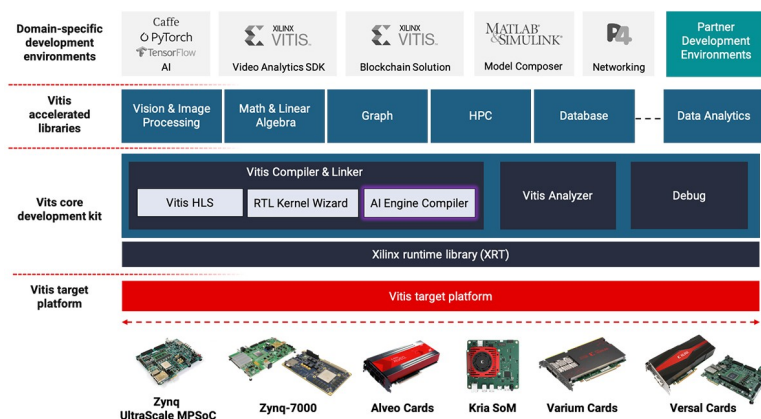 Domain-specific
development
environments
Caffe
PyTorch
TensorFlow
AI
XILINX
VITIS
Video Analytics SDK
XILINX
VITIS
Blockchain Solution
MATLAB
&SIMULINK
Model Composer
P4
Networking
Partner
Development
Environments
Vitis
accelerated
libraries
Vision & Image
Processing
Math & Linear
Algebra
Graph
HPC
Database
Data Analytics
Vits core
development kit
Vitis Compiler & Linker
Vitis HLS
RTL Kernel Wizard
AI Engine Compiler
Vitis Analyzer
Debug
Xilinx runtime library (XRT)
Vitis target
platform
Vitis target platform
Zynq
UltraScale MPSoC
Zynq-7000
Alveo Cards
Kria SoM
Varium Cards
Versal Cards